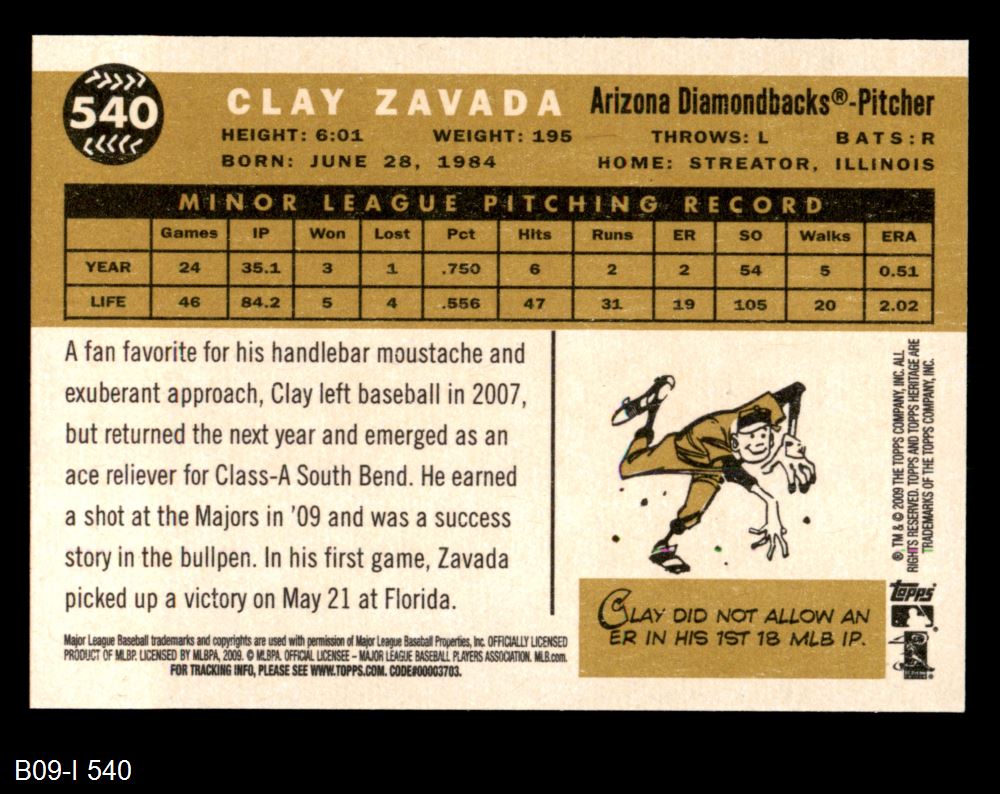 540
CLAY ZAVADA Arizona Diamondbacks®-Pitcher
HEIGHT: 6:01 WEIGHT: 195 THROWS: L BATS: R
BORN: JUNE 28, 1984 HOME: STREATOR, ILLINOIS
MINOR LEAGUE PITCHING RECORD
Games IP Won Lost Pct Hits Runs ER SO Walks ERA
YEAR 24 35.1 3 1 .750 6 2 2 54 5 0.51
LIFE 46 84.2 5 4 .556 47 31 19 105 20 2.02
A fan favorite for his handlebar moustache and
exuberant approach, Clay left baseball in 2007,
but returned the next year and emerged as an
ace reliever for Class-A South Bend. He earned
a shot at the Majors in '09 and was a success
story in the bullpen. In his first game, Zavada
picked up a victory on May 21 at Florida.
Major League Baseball trademarks and copyrights are used with permission of Major League Baseball Properties, Inc. OFFICIALLY LICENSED
PRODUCT OF MLBP. LICENSED BY MLBPA, 2009. © MLBPA. OFFICIAL LICENSEE – MAJOR LEAGUE BASEBALL PLAYERS ASSOCIATION. MLB.com.
FOR TRACKING INFO, PLEASE SEE WWW.TOPPS.COM. CODE#00003703.
CLAY DID NOT ALLOW AN
ER IN HIS 1ST 18 MLB IP.
® TM & © 2009 THE TOPPS COMPANY, INC. ALL
RIGHTS RESERVED. TOPPS AND TOPPS HERITAGE ARE
TRADEMARKS OF THE TOPPS COMPANY, INC.
topps
B09-I 540